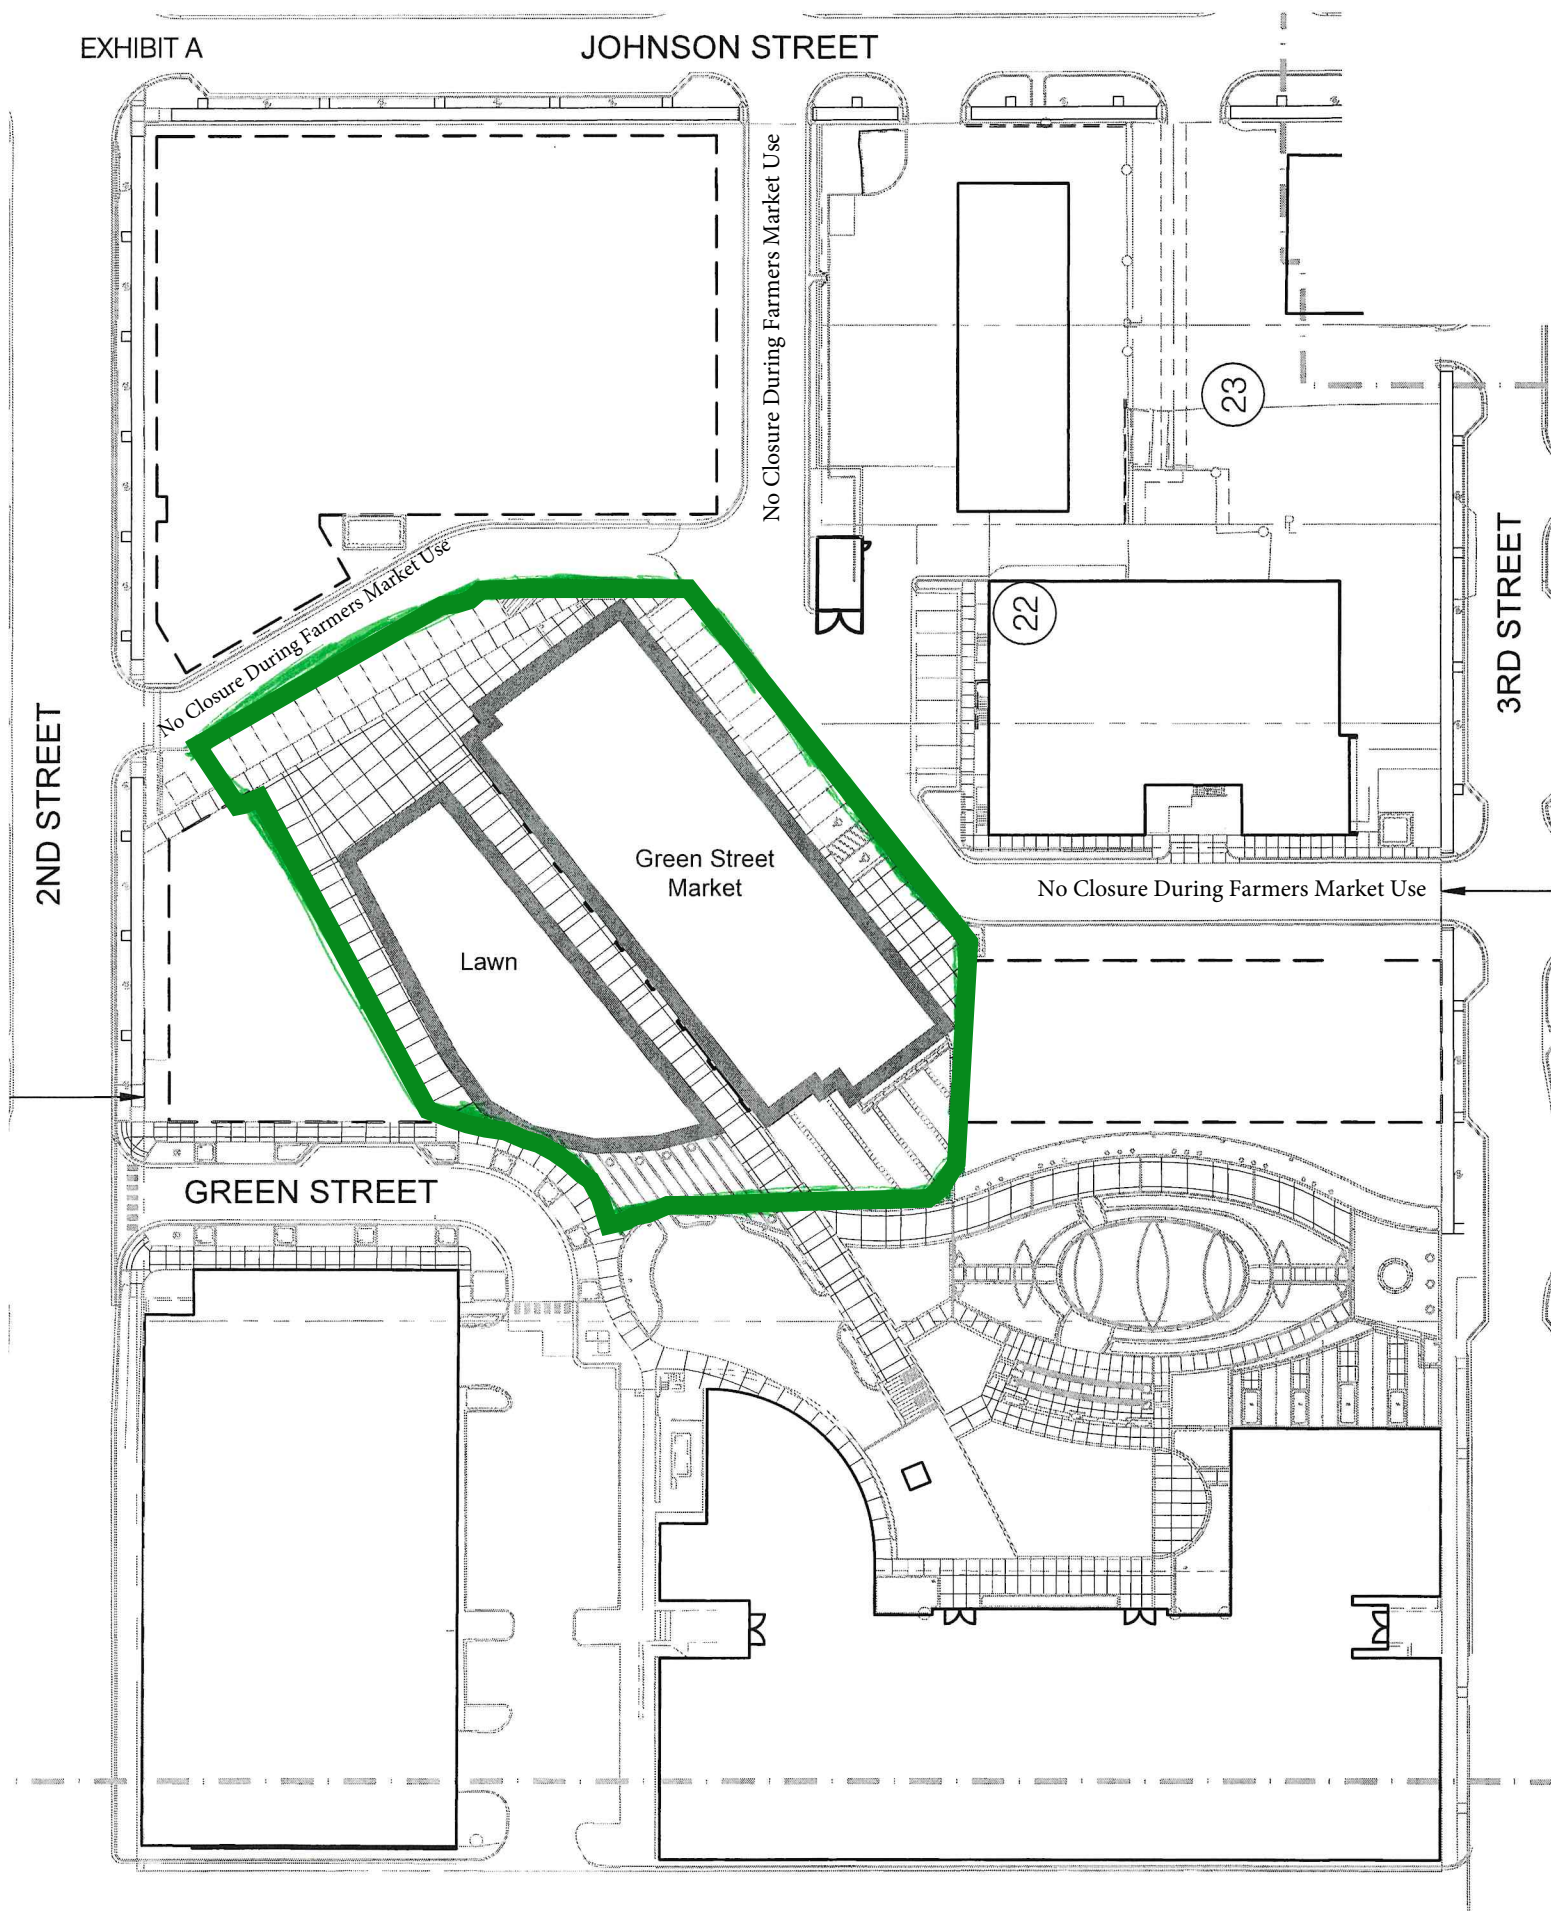 EXHIBIT A
JOHNSON STREET
No Closure During Farmers Market Use
23
3RD STREET
22
No Closure During Farmers Market Use
2ND STREET
Green Street
Market
No Closure During Farmers Market Use
Lawn
GREEN STREET